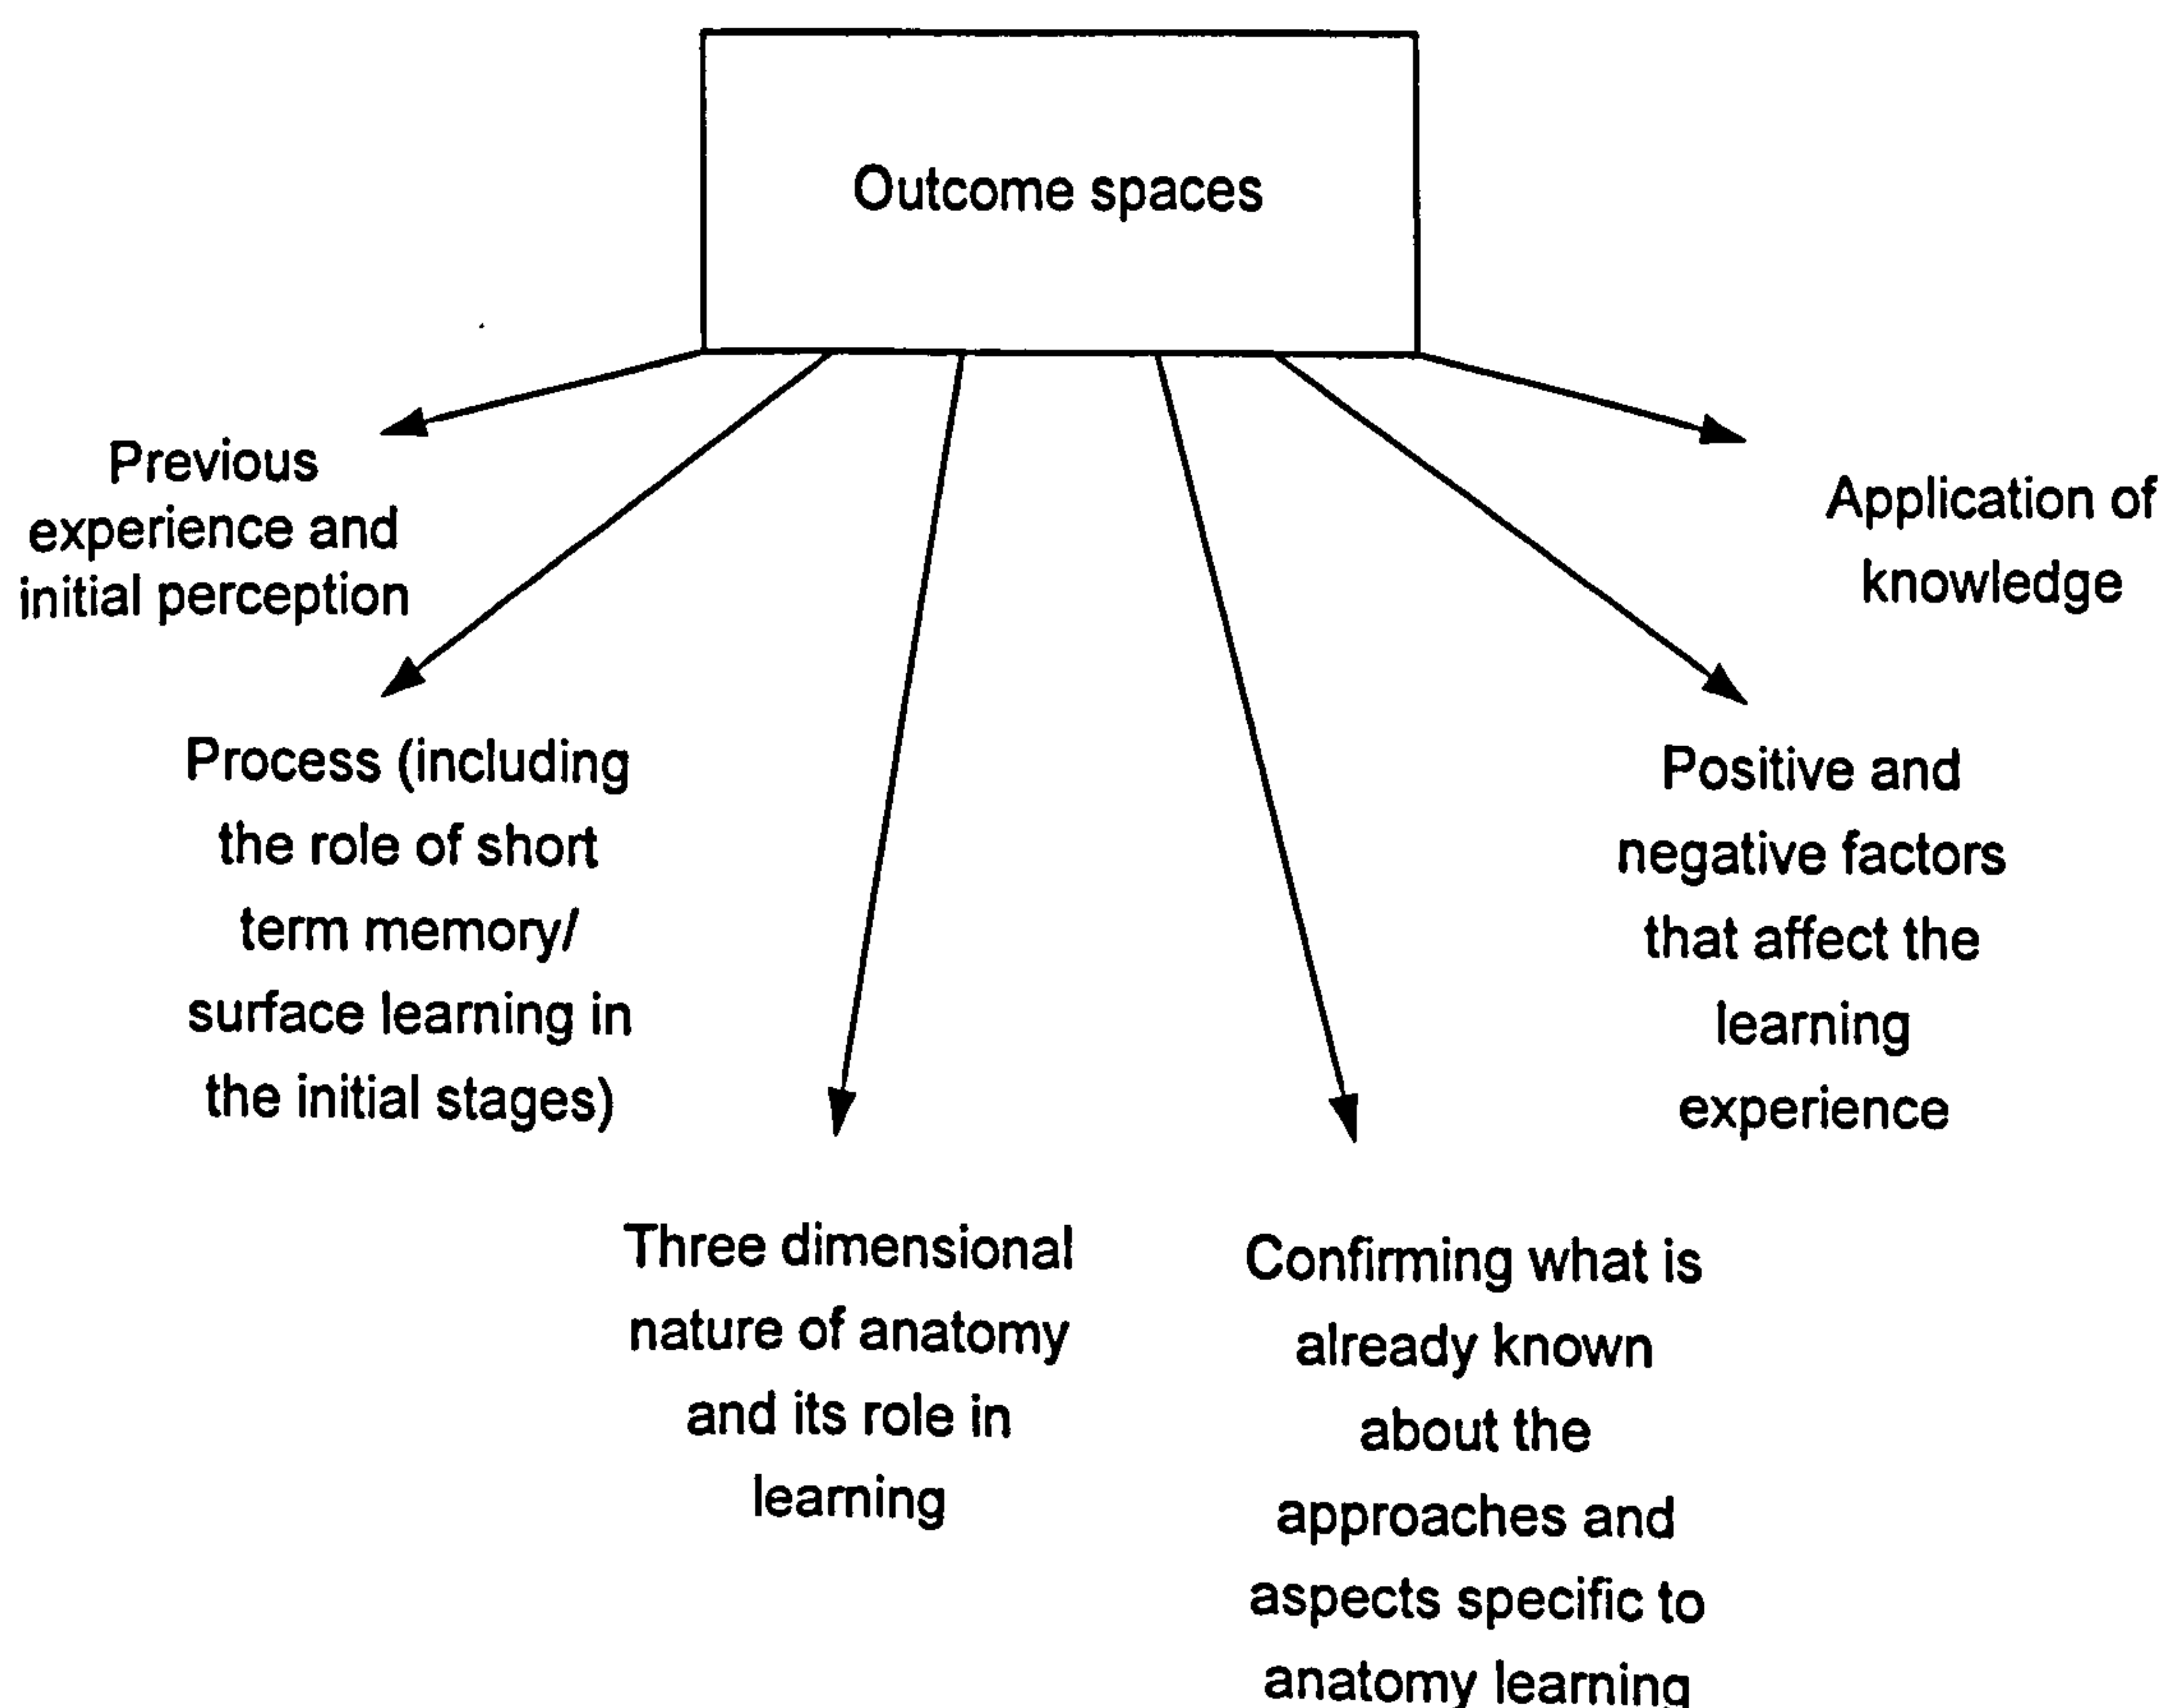 Outcome spaces
Previous
experience and
initial perception
Process (including
the role of short
term memory/
surface learning in
the initial stages)
Three dimensional
nature of anatomy
and its role in
learning
Confirming what is
already known
about the
approaches and
aspects specific to
anatomy learning
Positive and
negative factors
that affect the
learning
experience
Application of
knowledge